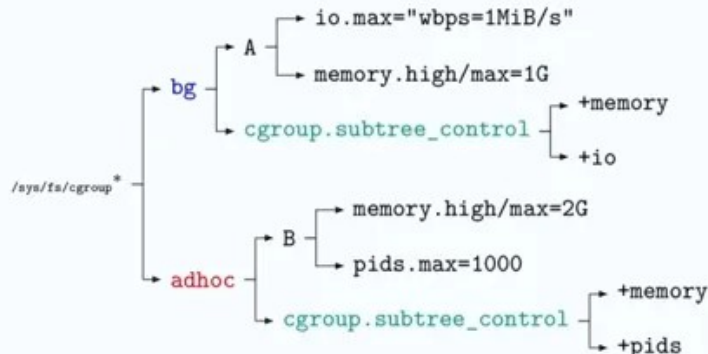 io.max="wbps=1MiB/s"
A
memory.high/max=1G
bg
+memory
cgroup.subtree_control
+io
/sys/fs/cgroup*
memory.high/max=2G
B
pids.max=1000
adhoc
+memory
cgroup.subtree_control
+pids